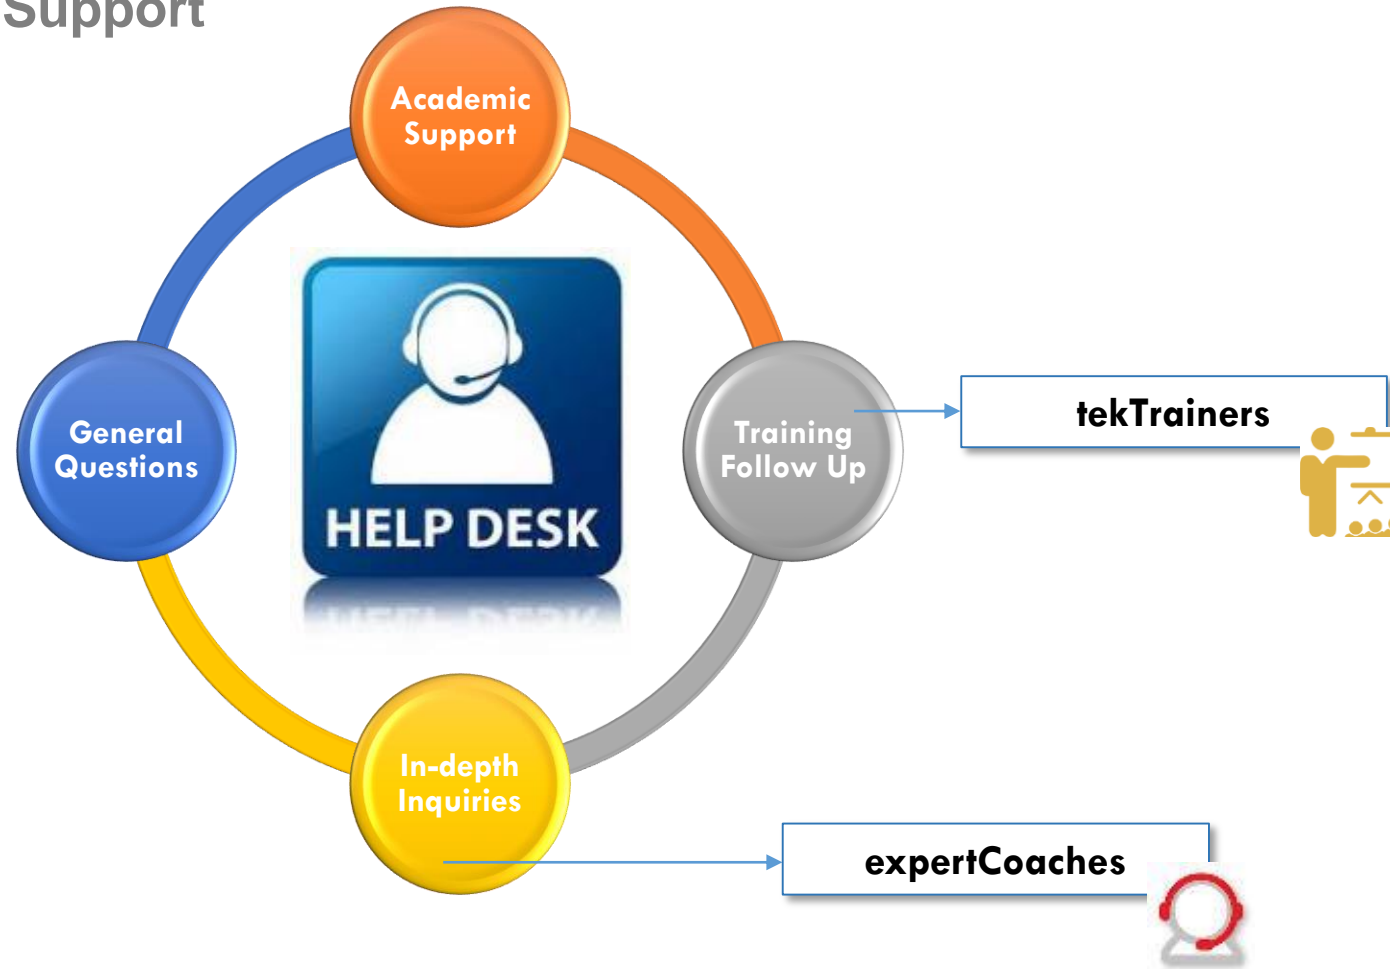 Support
Academic
Support
HELP DESK
General
Questions
Training
Follow Up
tekTrainers
In-depth
Inquiries
expertCoaches